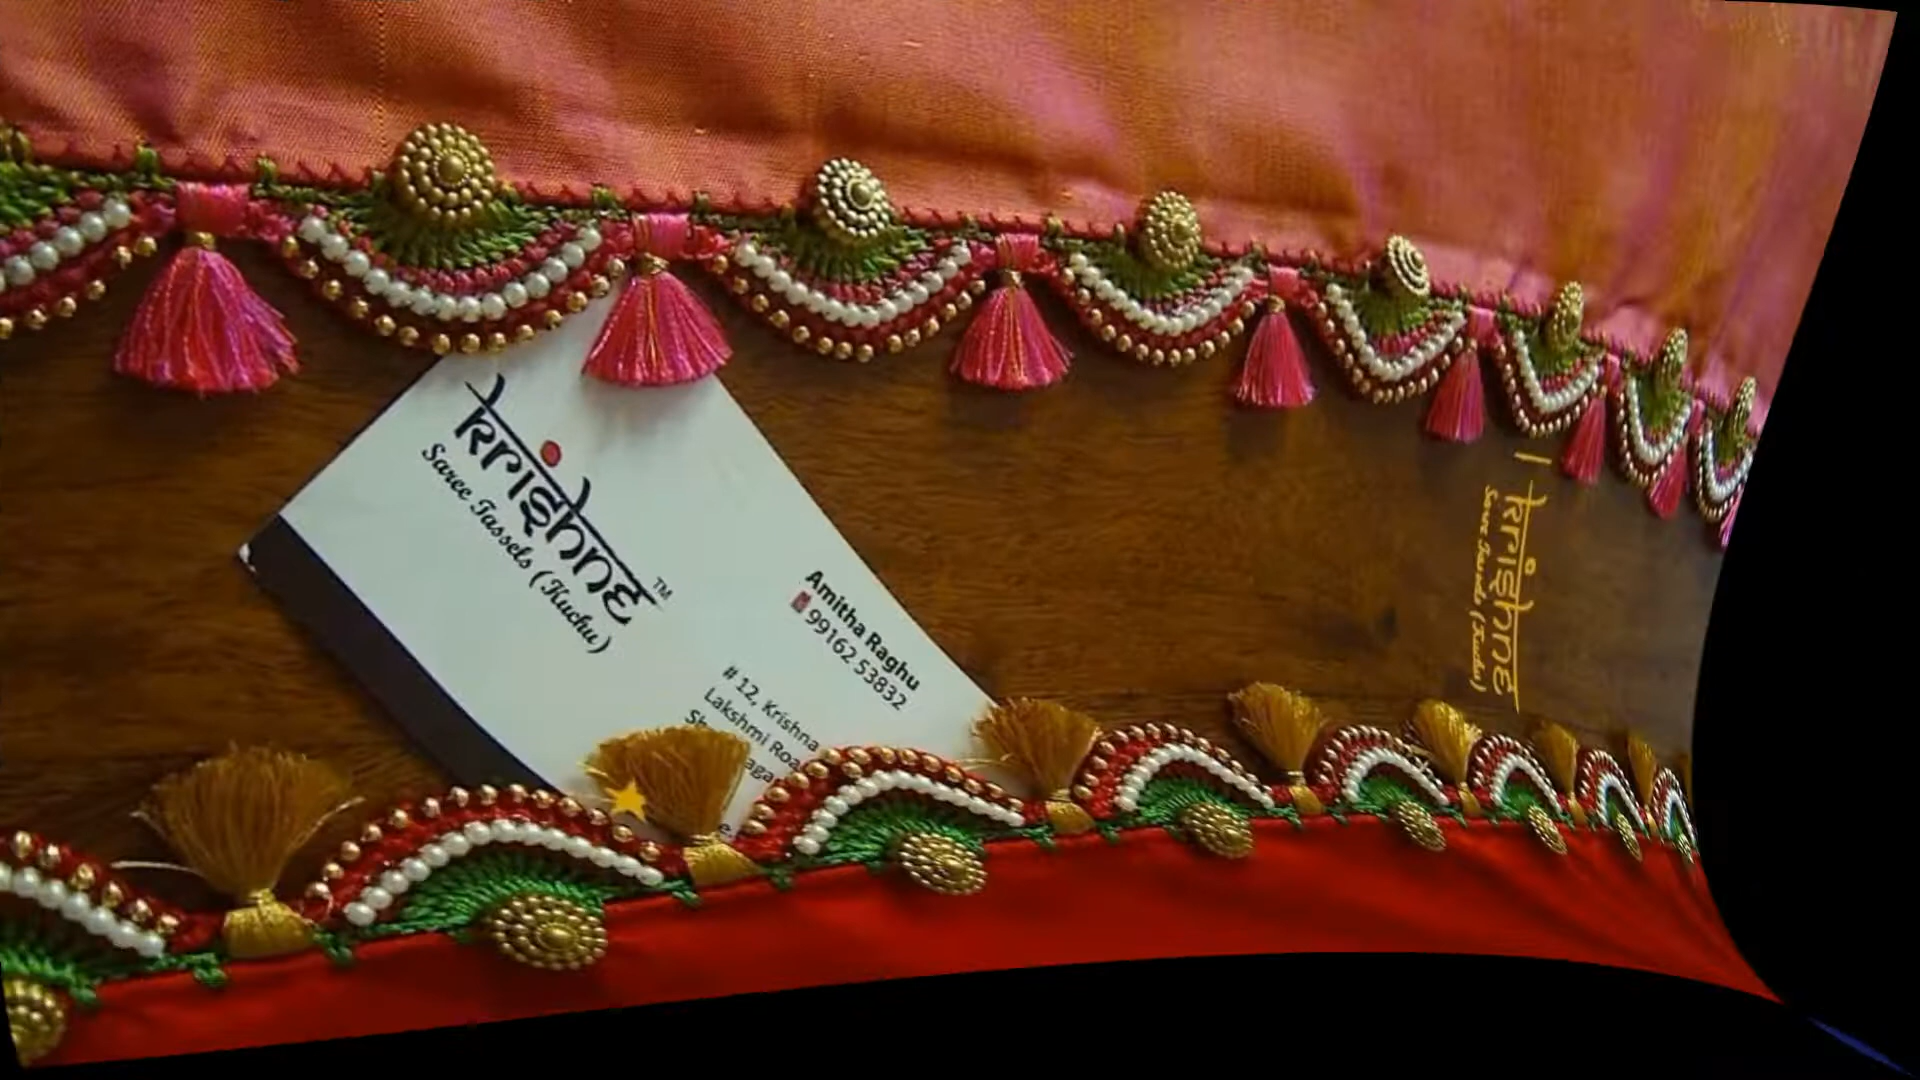 krishne™
Saree Tassels (Kuchu)
Amitha Raghu
99162 53832
# 12, Krishna
Lakshmi Roa
krishne
Saree Tassels (Kuchu)